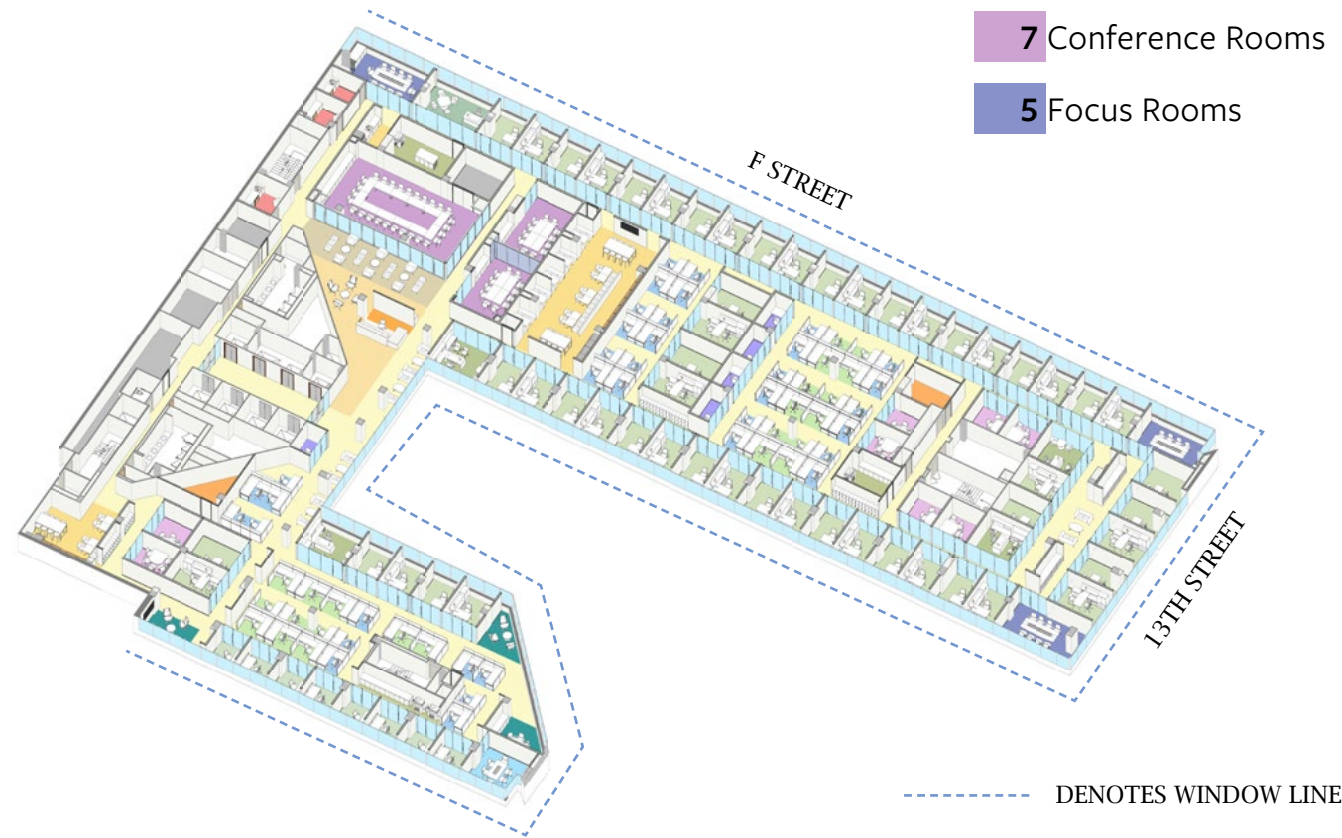 7 Conference Rooms
5 Focus Rooms
F STREET
13TH STREET
DENOTES WINDOW LINE